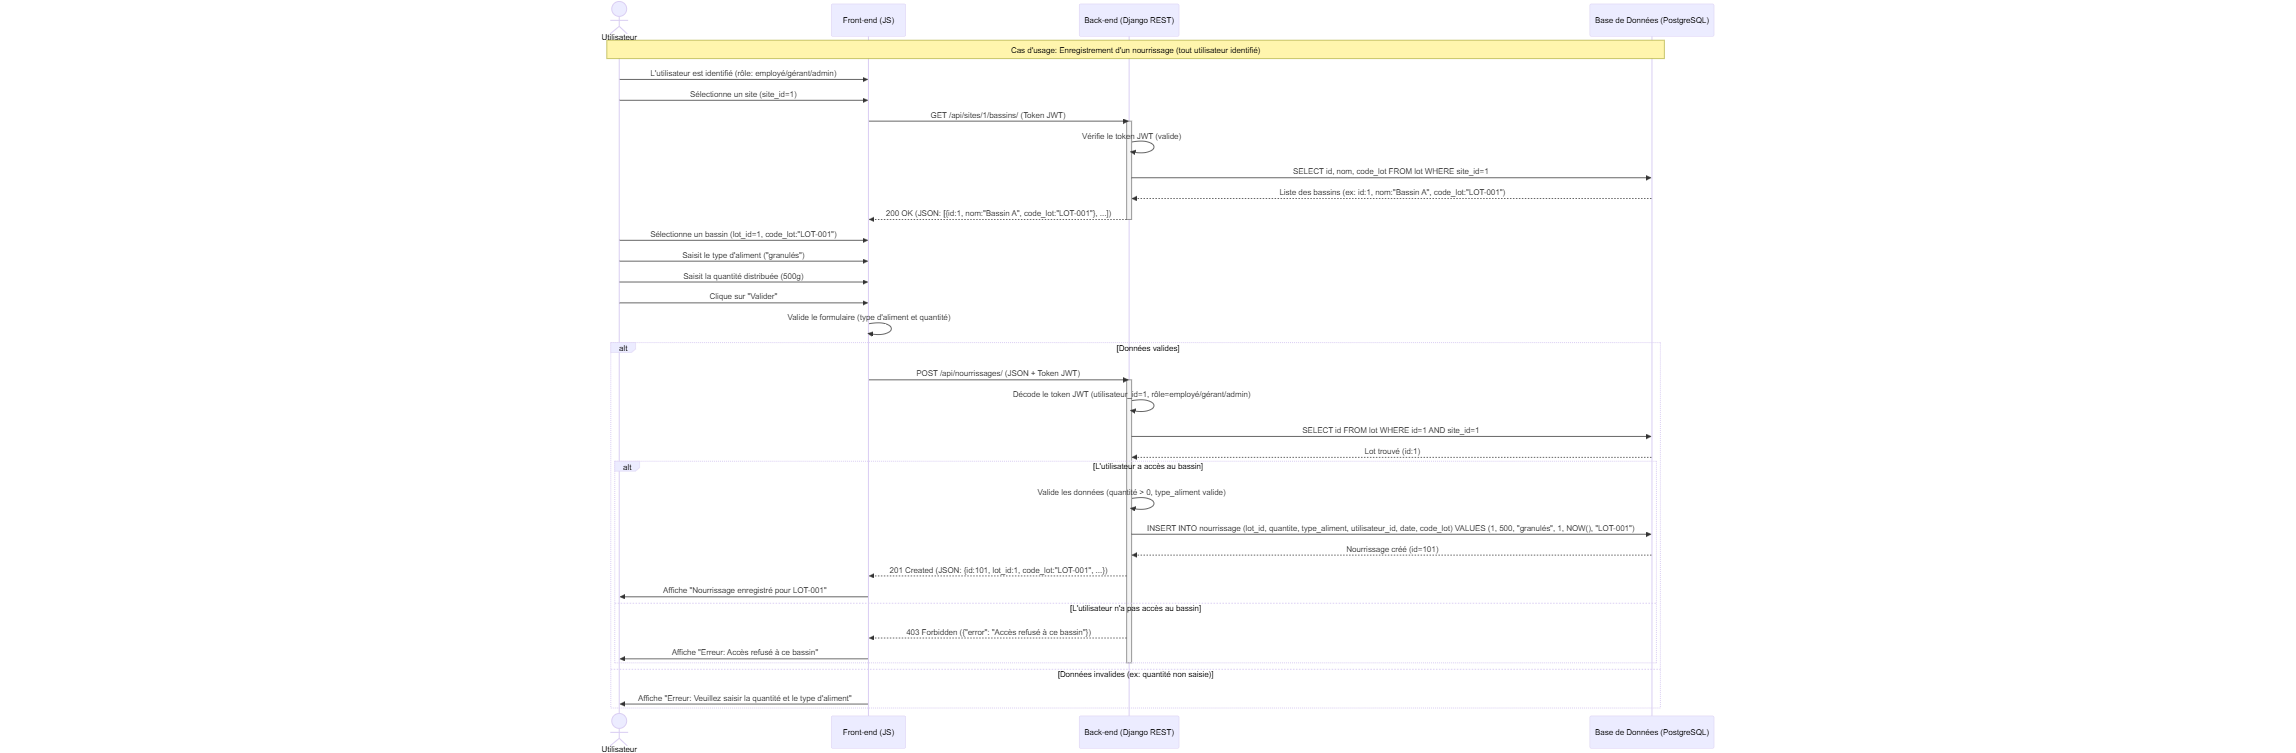 Utilisateur
Front-end (JS)
Back-end (Django REST)
Base de Données (PostgreSQL)
Cas d'usage: Enregistrement d'un nourrissage (tout utilisateur identifié)
L'utilisateur est identifié (rôle: employé/gérant/admin)
Sélectionne un site (site_id=1)
GET /api/sites/1/bassins/ (Token JWT)
Vérifie le token JWT (valide)
SELECT id, nom, code_lot FROM lot WHERE site_id=1
Liste des bassins (ex: id:1, nom:"Bassin A", code_lot:"LOT-001")
200 OK (JSON: [{id:1, nom:"Bassin A", code_lot:"LOT-001"}, ...])
Sélectionne un bassin (lot_id=1, code_lot:"LOT-001")
Saisit le type d'aliment ("granulés")
Saisit la quantité distribuée (500g)
Clique sur "Valider"
Valide le formulaire (type d'aliment et quantité)
alt
[Données valides]
POST /api/nourrissages/ (JSON + Token JWT)
Décode le token JWT (utilisateur_id=1, rôle=employé/gérant/admin)
SELECT id FROM lot WHERE id=1 AND site_id=1
Lot trouvé (id:1)
alt
[L'utilisateur a accès au bassin]
Valide les données (quantité > 0, type_aliment valide)
INSERT INTO nourrissage (lot_id, quantite, type_aliment, utilisateur_id, date, code_lot) VALUES (1, 500, "granulés", 1, NOW(), "LOT-001")
Nourrissage créé (id=101)
201 Created (JSON: {id:101, lot_id:1, code_lot:"LOT-001", ...})
Affiche "Nourrissage enregistré pour LOT-001"
[L'utilisateur n'a pas accès au bassin]
403 Forbidden ({"error": "Accès refusé à ce bassin"})
Affiche "Erreur: Accès refusé à ce bassin"
[Données invalides (ex: quantité non saisie)]
Affiche "Erreur: Veuillez saisir la quantité et le type d'aliment"
Utilisateur
Front-end (JS)
Back-end (Django REST)
Base de Données (PostgreSQL)